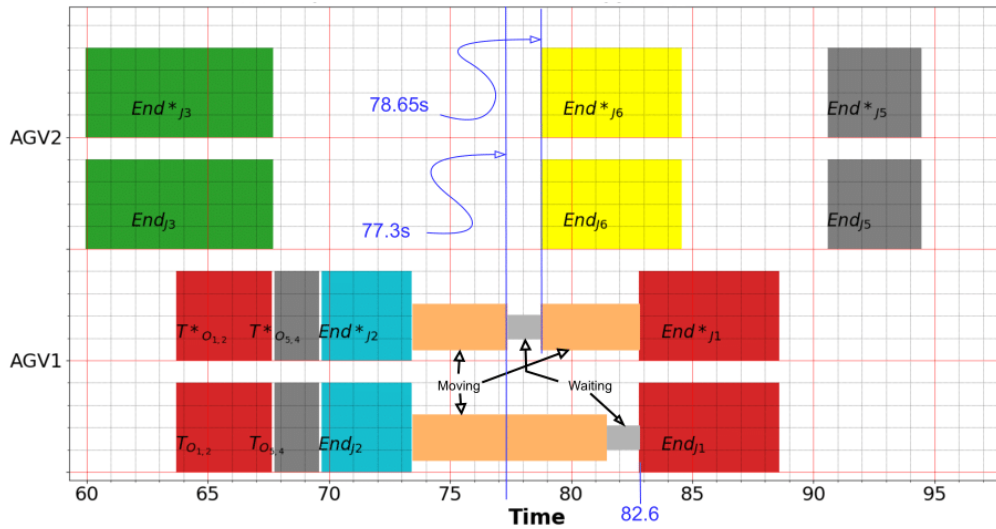 78.65s
End*J3
End*J6
End*J5
AGV2
77.3s
EndJ3
EndJ6
EndJ5
T*O1,2
T*O5,4
End*J2
End*J1
AGV1
Moving
Waiting
TO1,2
TO5,4
EndJ2
EndJ1
60 65 70 75 80 85 90 95
Time
82.6